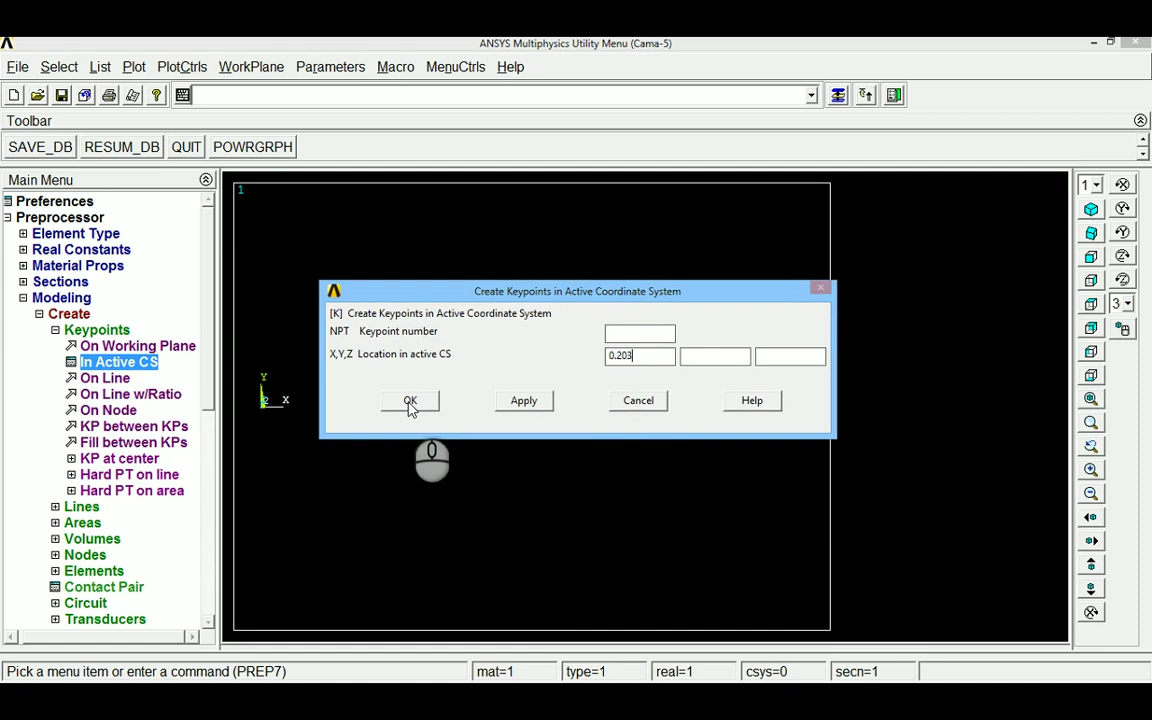 ANSYS Multiphysics Utility Menu (Cama-5)
File Select List Plot PlotCtrls WorkPlane Parameters Macro MenuCtrls Help
Toolbar
SAVE_DB RESUM_DB QUIT POWRGRPH
Main Menu
Preferences
Preprocessor
Element Type
Real Constants
Material Props
Sections
Modeling
Create
Keypoints
On Working Plane
In Active CS
On Line
On Line w/Ratio
On Node
KP between KPs
Fill between KPs
KP at center
Hard PT on line
Hard PT on area
Lines
Areas
Volumes
Nodes
Elements
Contact Pair
Circuit
Transducers
1
Y
2 X
Create Keypoints in Active Coordinate System
[K] Create Keypoints in Active Coordinate System
NPT Keypoint number
X,Y,Z Location in active CS 0.203
OK Apply Cancel Help
1
3
Pick a menu item or enter a command (PREP7) mat=1 type=1 real=1 csys=0 secn=1